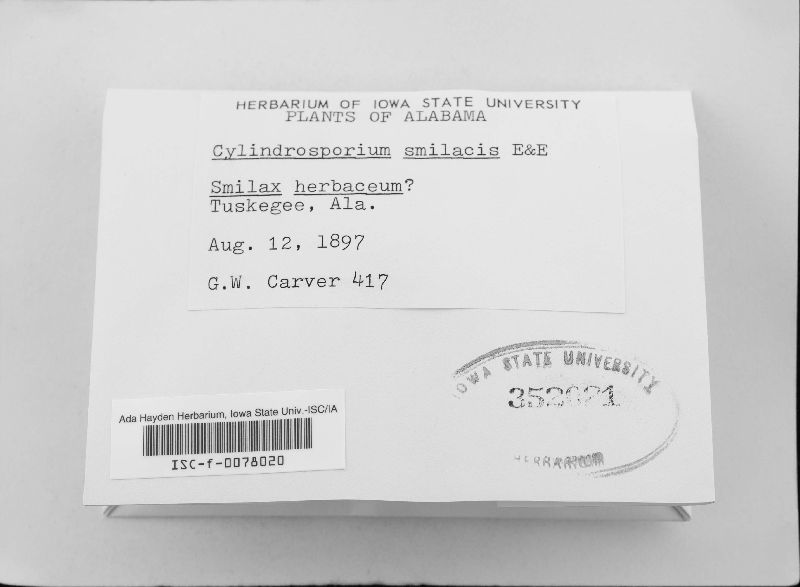 HERBARIUM OF IOWA STATE UNIVERSITY
PLANTS OF ALABAMA
Cylindrosporium smilacis E&E
Smilax herbaceum?
Tuskegee, Ala.
Aug. 12, 1897
G.W. Carver 417
IOWA STATE UNIVERSITY
HERBARIUM
Ada Hayden Herbarium, Iowa State Univ.-ISC/IA
ISC-f-0078020